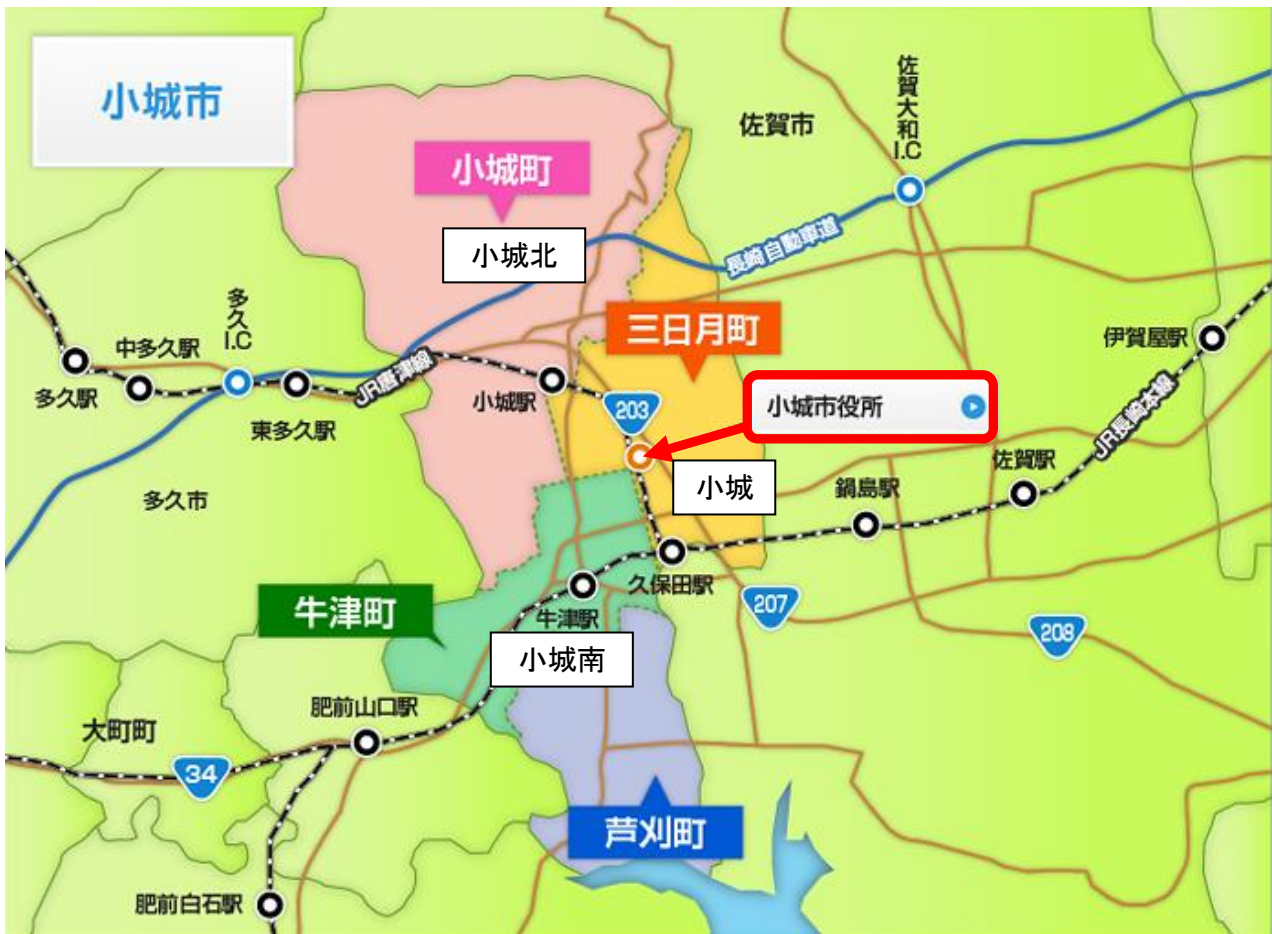 小城市
佐賀大和I.C
佐賀市
小城町
小城北
長崎自動車道
多久I.C
三日月町
中多久駅
伊賀屋駅
多久駅
JR唐津線
小城駅
203
小城市役所
東多久駅
JR長崎本線
佐賀駅
小城
鍋島駅
多久市
久保田駅
牛津町
牛津駅
207
208
小城南
肥前山口駅
大町町
34
芦刈町
肥前白石駅